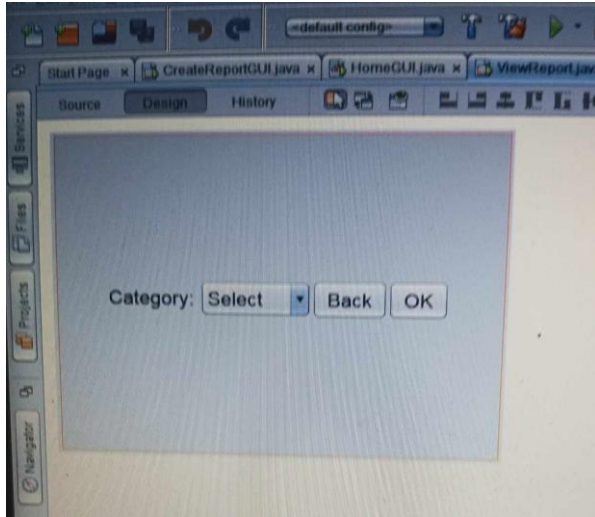 <default config>
Start Page CreateReportGUI.java HomeGUI.java ViewReport.jav
Source Design History
Services
Files
Projects
Navigator
Category: Select Back OK